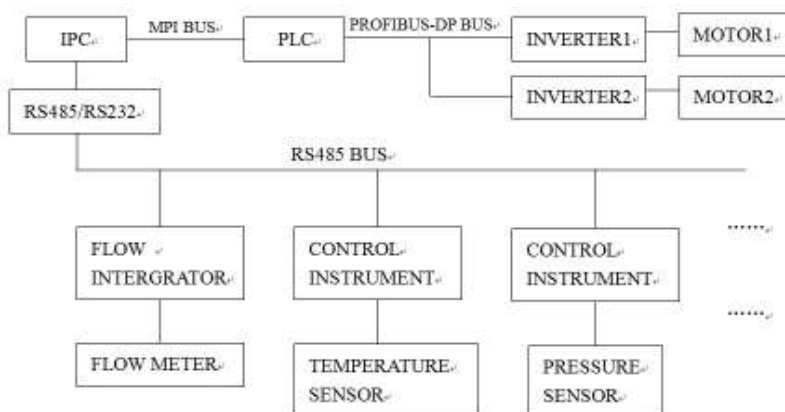 IPC
MPI BUS
PLC
PROFIBUS-DP BUS
INVERTER1
MOTOR1
INVERTER2
MOTOR2
RS485/RS232
RS485 BUS
FLOW
INTERGRATOR
CONTROL
INSTRUMENT
CONTROL
INSTRUMENT
......
......
FLOW METER
TEMPERATURE
SENSOR
PRESSURE
SENSOR